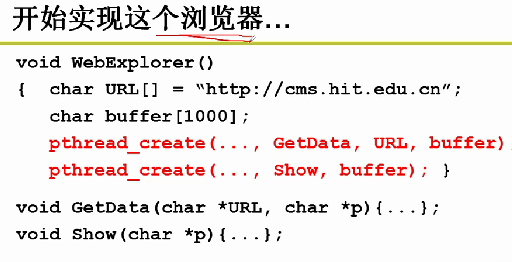 开始实现这个浏览器…
void WebExplorer()
{ char URL[] = “http://cms.hit.edu.cn”;
char buffer[1000];
pthread_create(..., GetData, URL, buffer)
pthread_create(..., Show, buffer); }
void GetData(char *URL, char *p){...};
void Show(char *p){...};